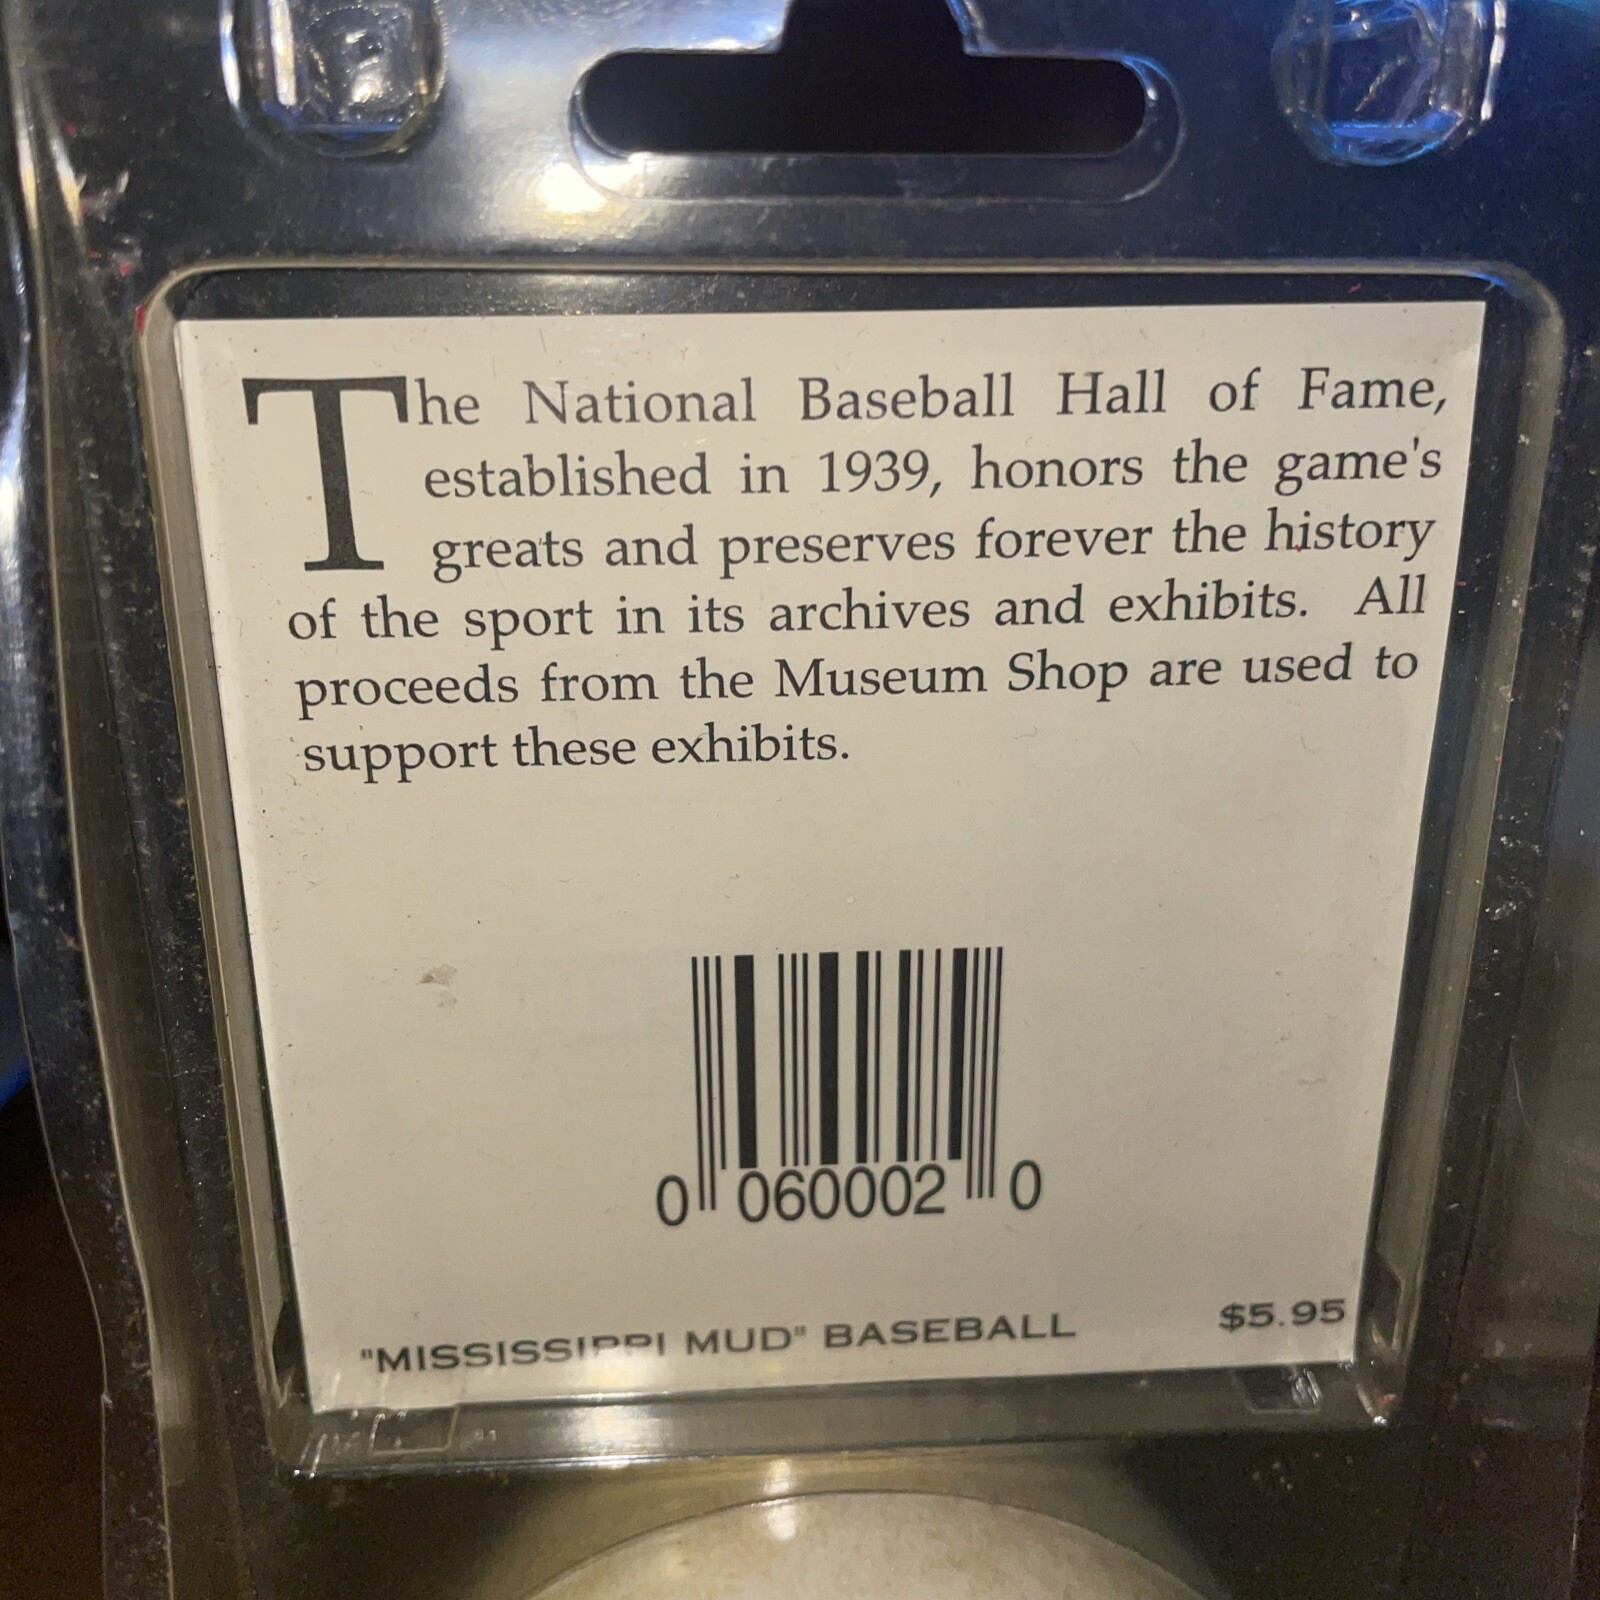 The National Baseball Hall of Fame,
established in 1939, honors the game's
greats and preserves forever the history
of the sport in its archives and exhibits. All
proceeds from the Museum Shop are used to
support these exhibits.
0 060002 0
"MISSISSIPPI MUD" BASEBALL $5.95